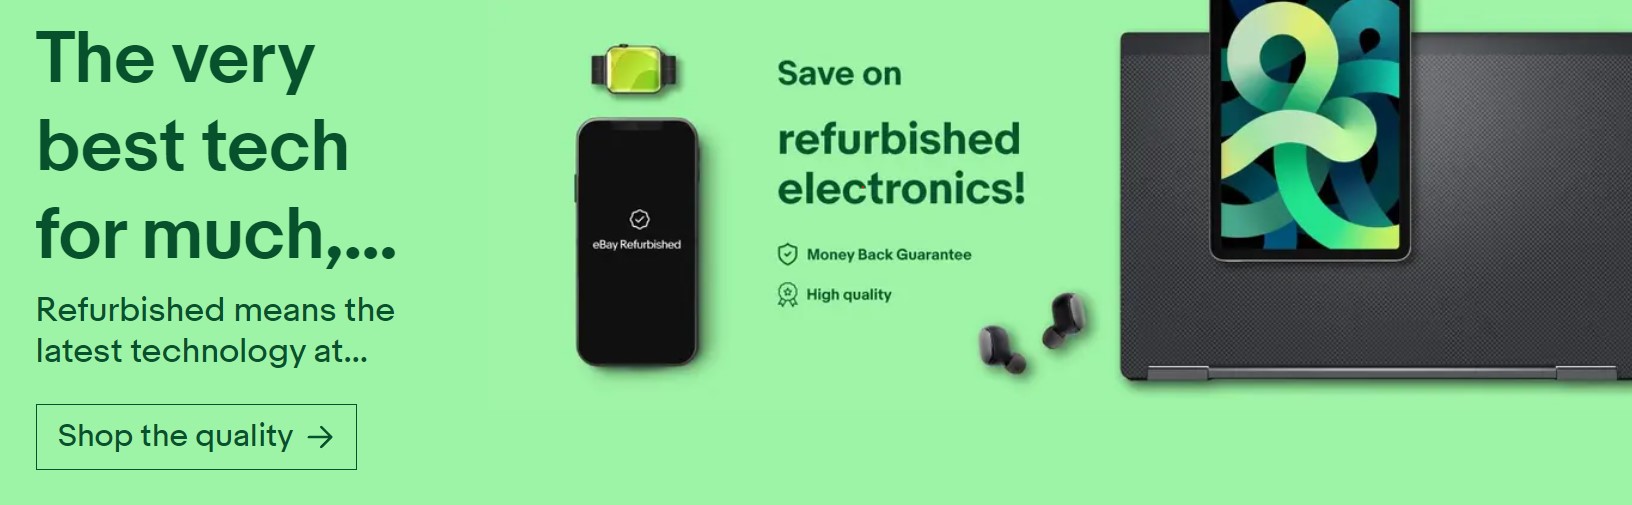 The very
best tech
for much,...
Refurbished means the
latest technology at...
Shop the quality →
eBay Refurbished
Save on
refurbished
electronics!
Money Back Guarantee
High quality